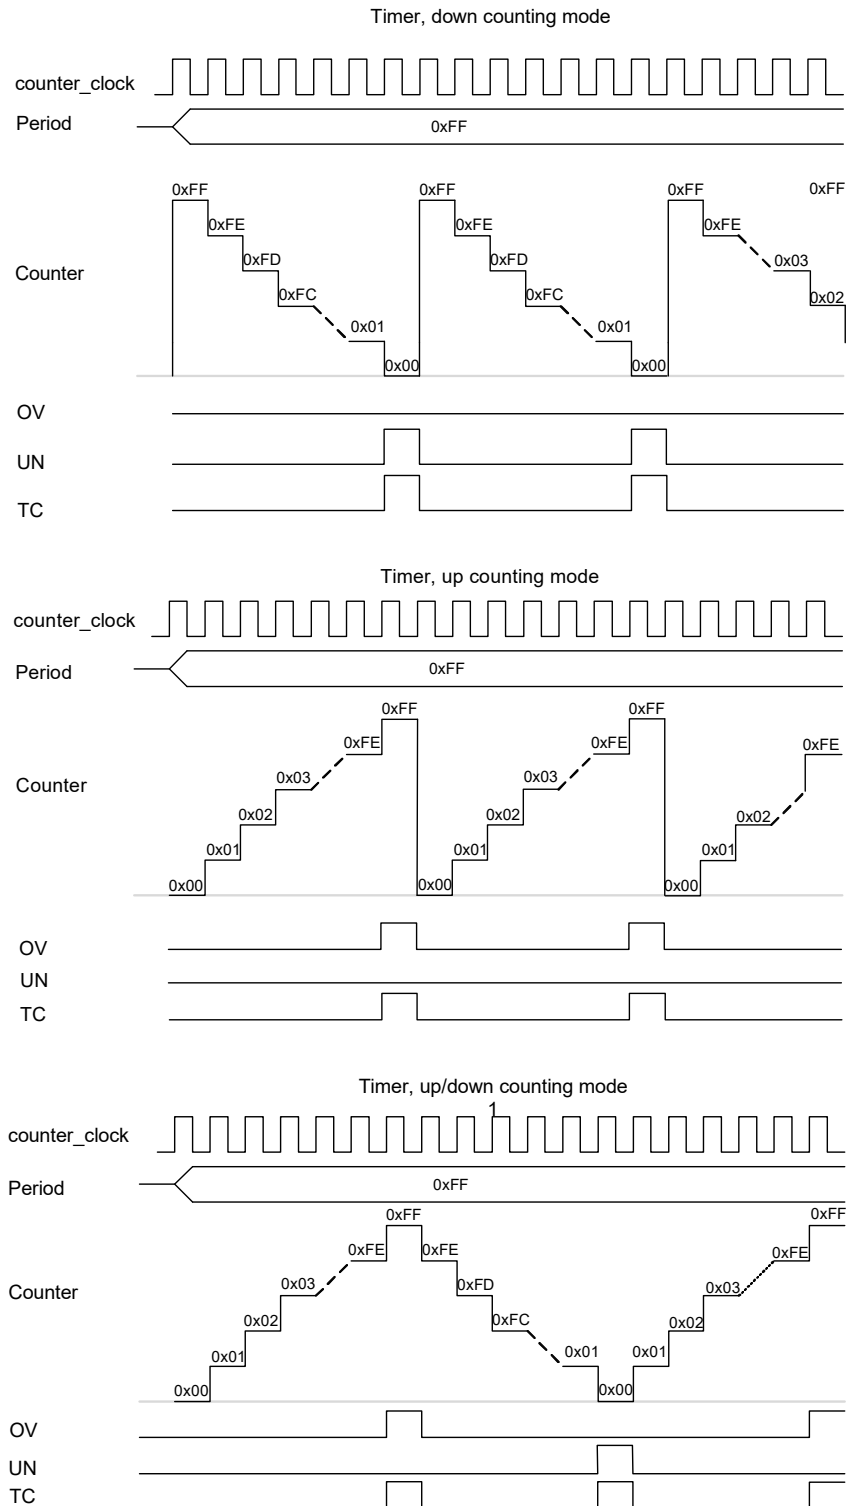 Timer, down counting mode
counter_clock
Period
0xFF
0xFF 0xFF 0xFF 0xFF
0xFE 0xFE 0xFE
0xFD 0xFD 0x03
Counter
0xFC 0xFC 0x02
0x01 0x01
0x00 0x00
OV
UN
TC
Timer, up counting mode
counter_clock
Period
0xFF
0xFF 0xFF
0xFE 0xFE 0xFE
Counter
0x03 0x03
0x02 0x02 0x02
0x01 0x01 0x01
0x00 0x00 0x00
OV
UN
TC
Timer, up/down counting mode
1
counter_clock
Period
0xFF
0xFF 0xFF
0xFE 0xFE 0xFE
Counter
0x03 0xFD 0x03
0x02 0xFC 0x02
0x01 0x01 0x01
0x00 0x00
OV
UN
TC